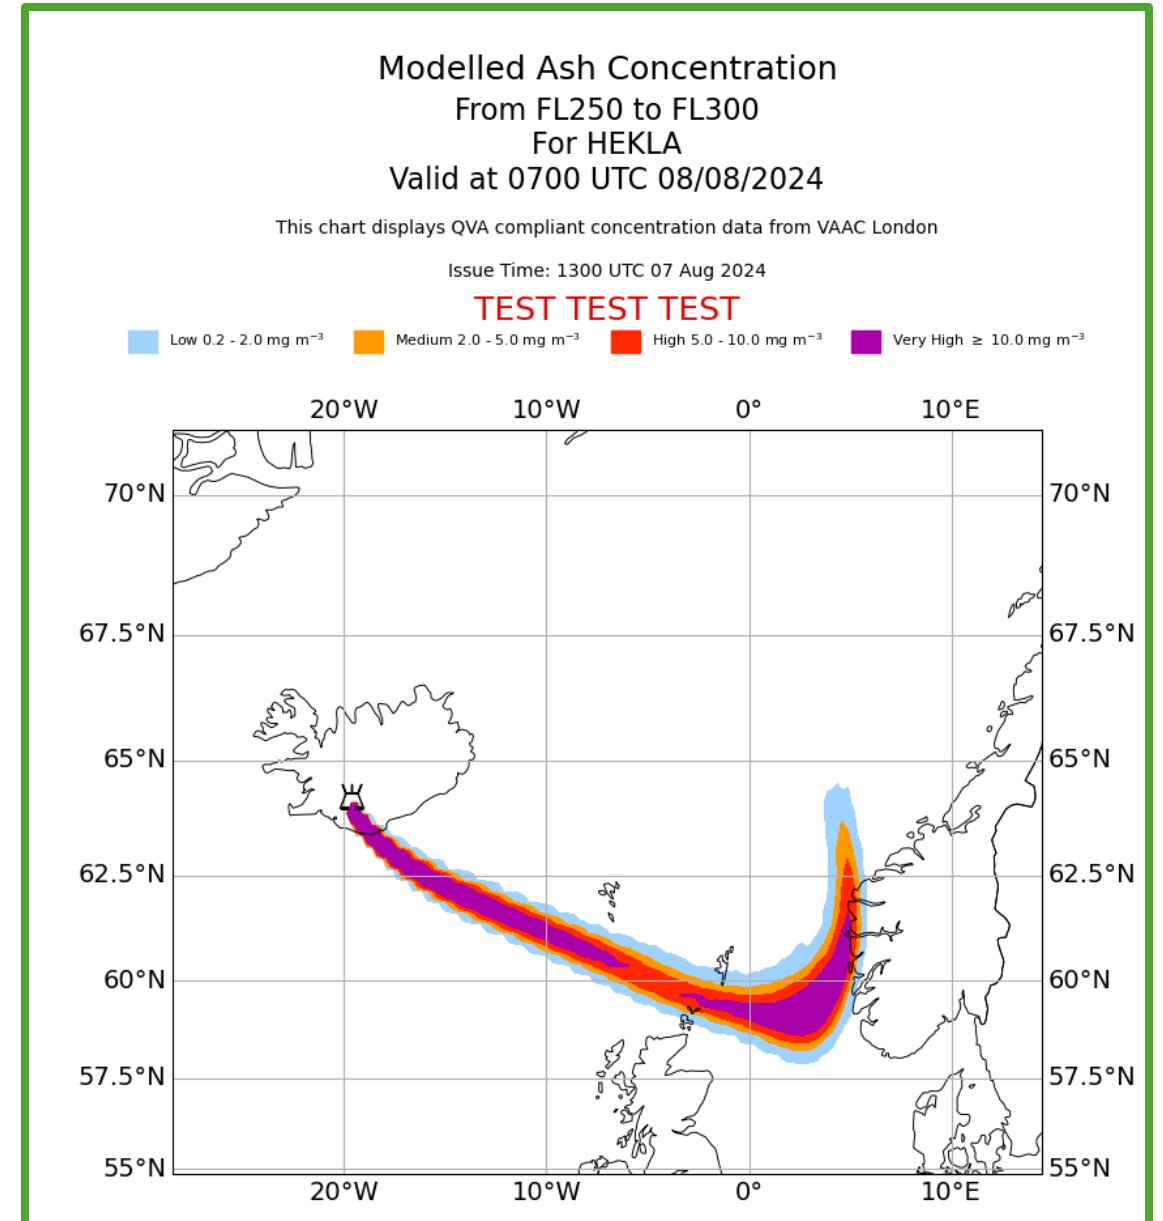 Modelled Ash Concentration
From FL250 to FL300
For HEKLA
Valid at 0700 UTC 08/08/2024
This chart displays QVA compliant concentration data from VAAC London
Issue Time: 1300 UTC 07 Aug 2024
TEST TEST TEST
Low 0.2 - 2.0 mg m⁻³ Medium 2.0 - 5.0 mg m⁻³ High 5.0 - 10.0 mg m⁻³ Very High ≥ 10.0 mg m⁻³
20°W 10°W 0° 10°E
70°N 70°N
67.5°N 67.5°N
65°N 65°N
62.5°N 62.5°N
60°N 60°N
57.5°N 57.5°N
55°N 55°N
20°W 10°W 0° 10°E